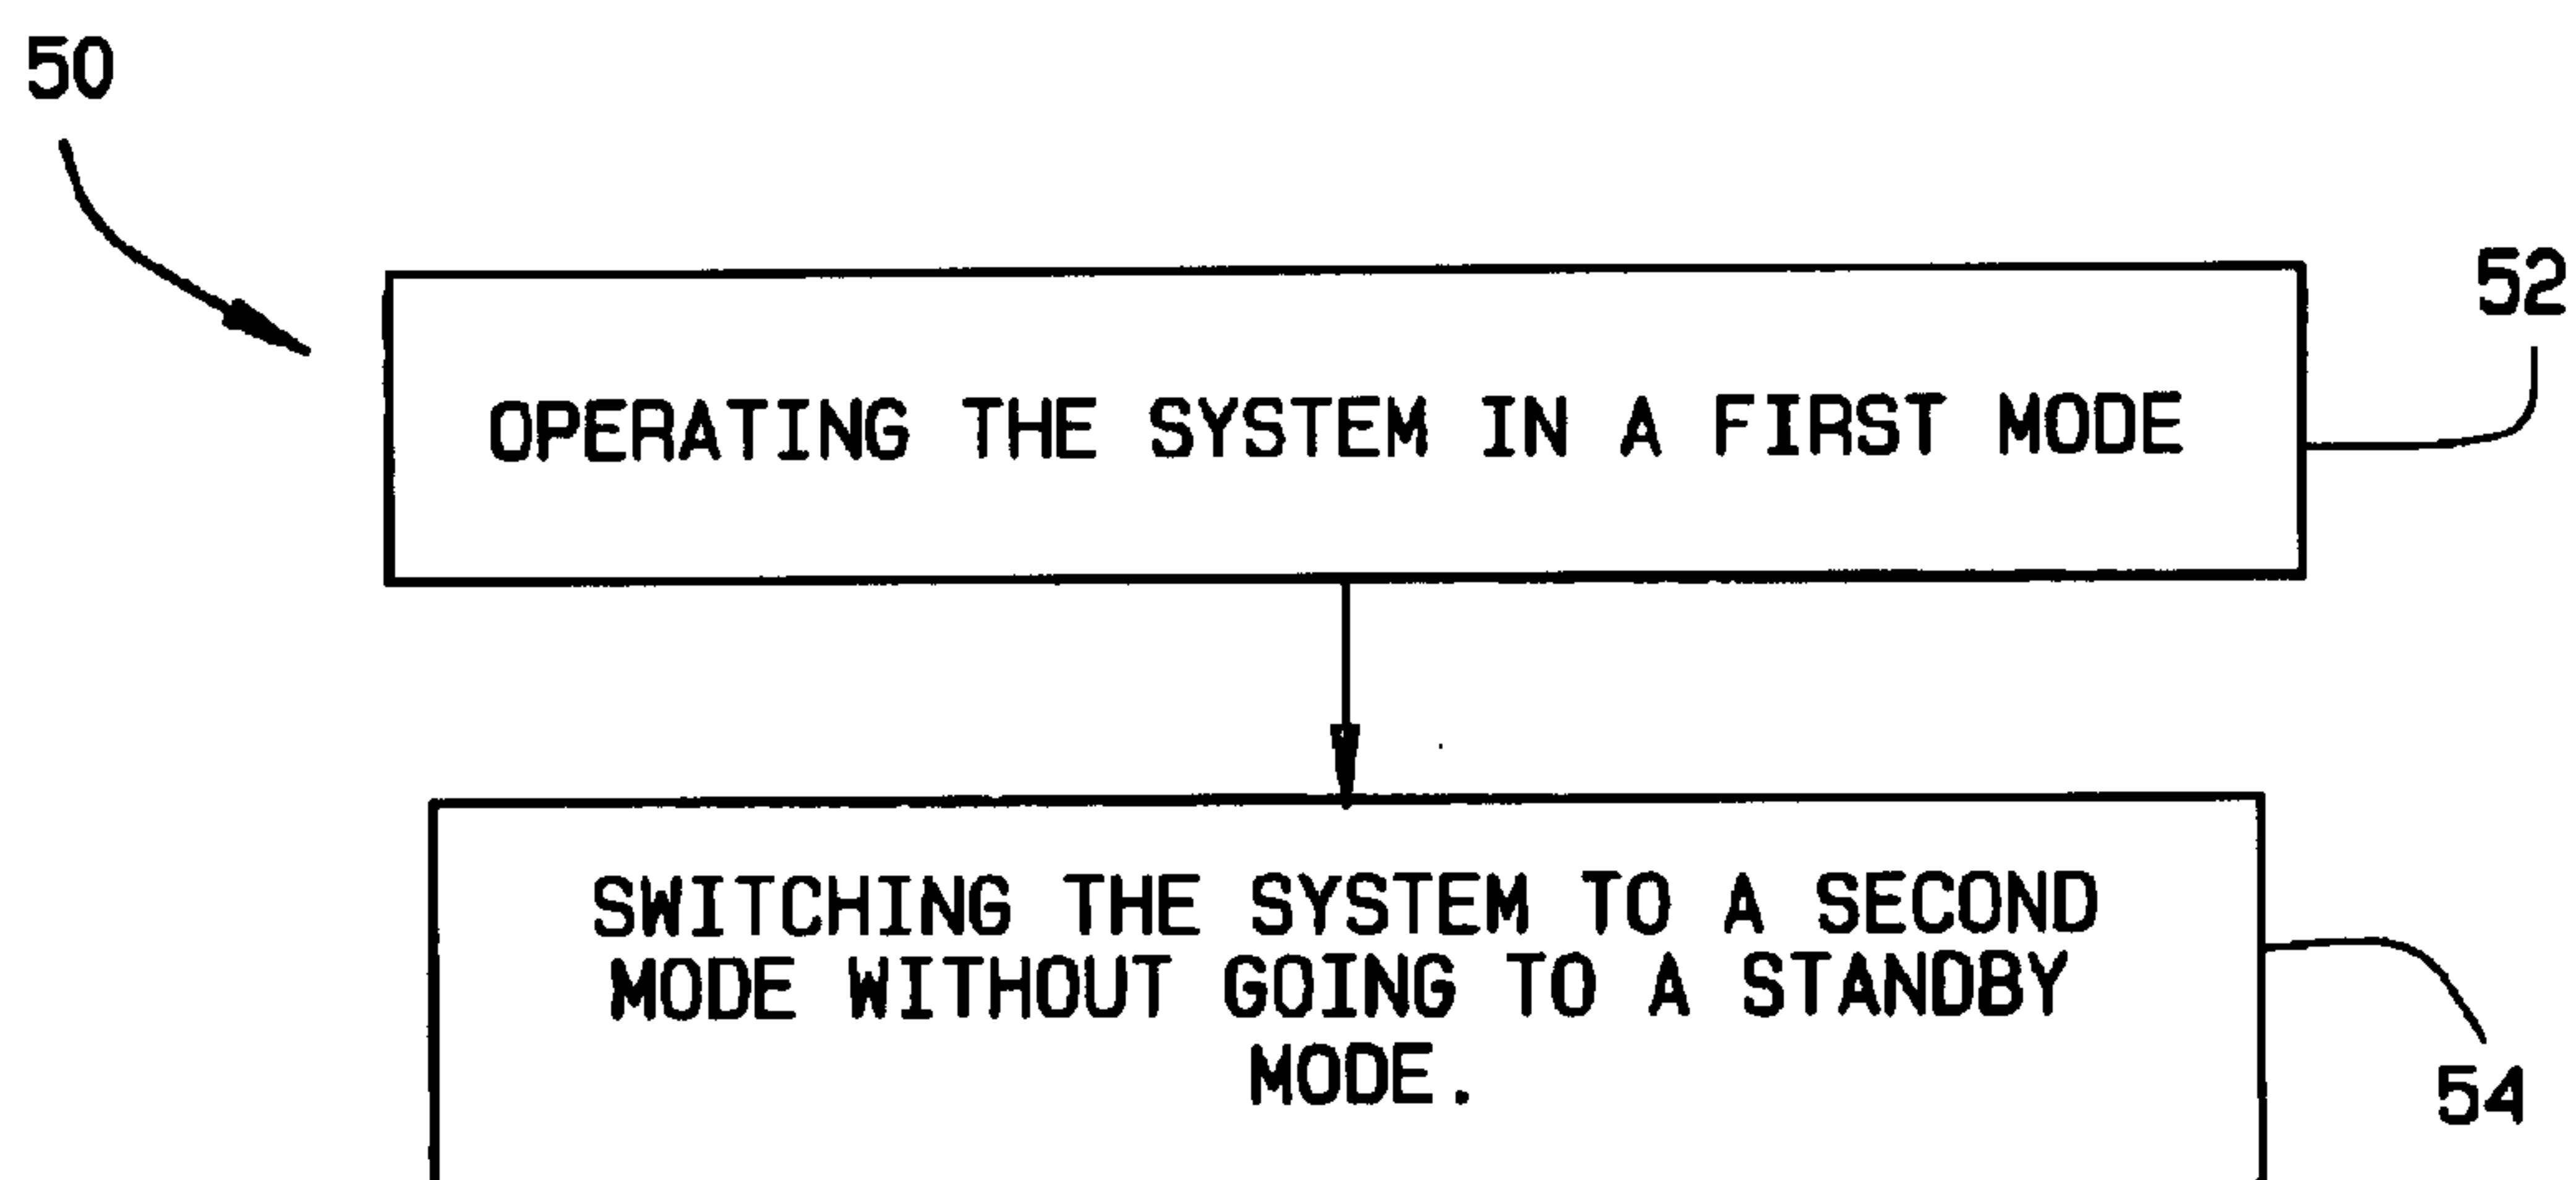 50
52
OPERATING THE SYSTEM IN A FIRST MODE
SWITCHING THE SYSTEM TO A SECOND
MODE WITHOUT GOING TO A STANDBY
MODE.
54